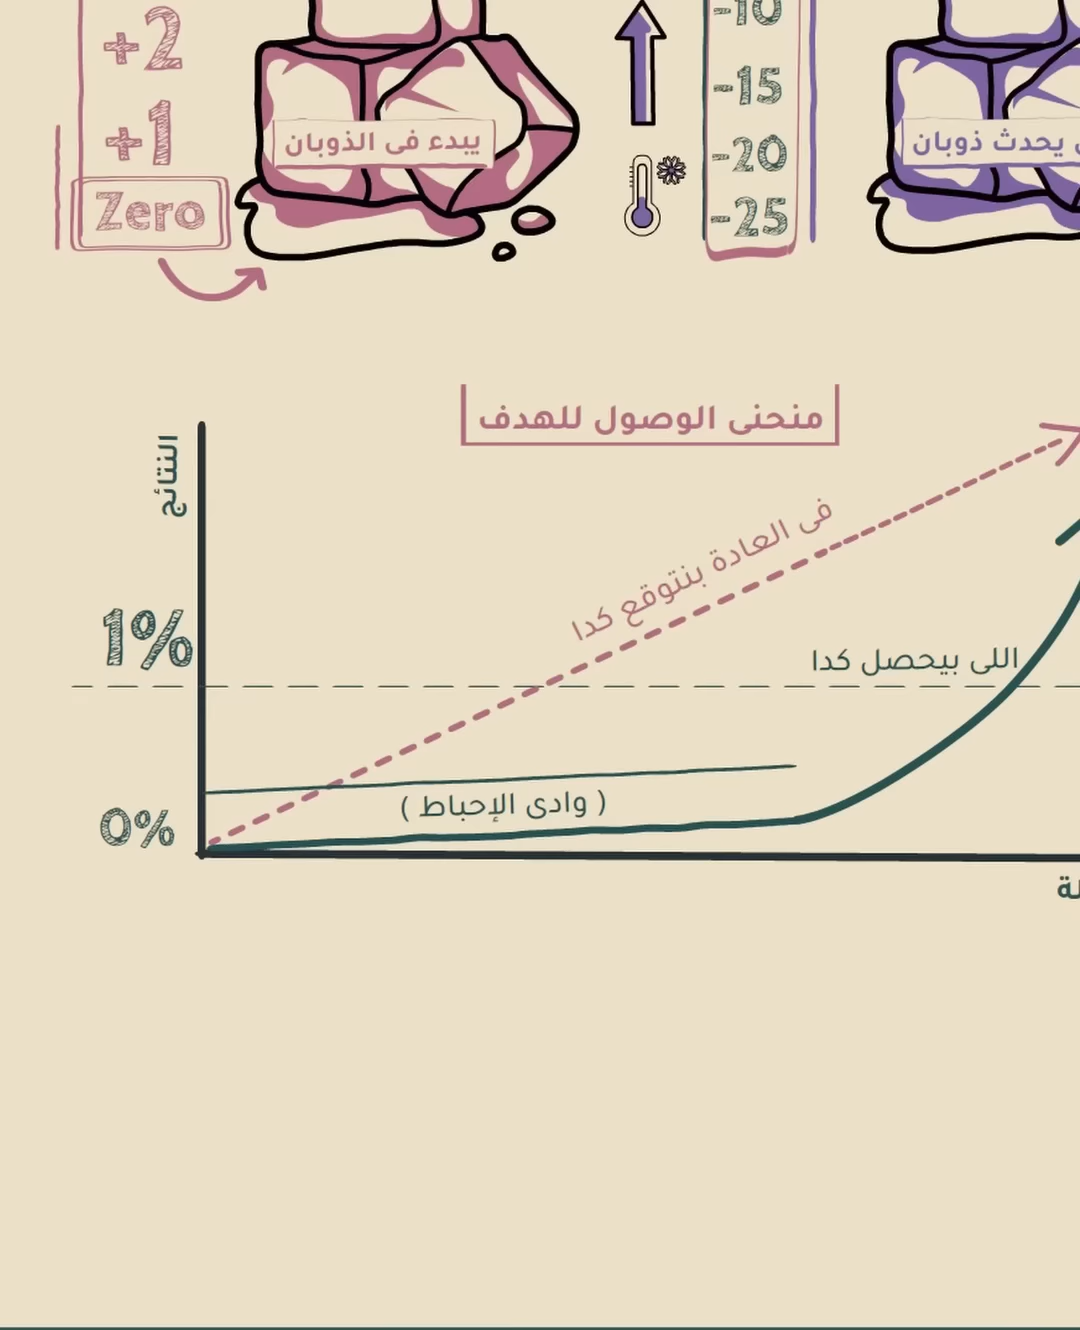 -10
+2
-15
+1
يبدء فى الذوبان
يحدث ذوبان
-20
Zero
-25
منحنى الوصول للهدف
النتائج
فى العادة بنتوقع كدا
1%
اللى بيحصل كدا
( وادى الإحباط )
0%